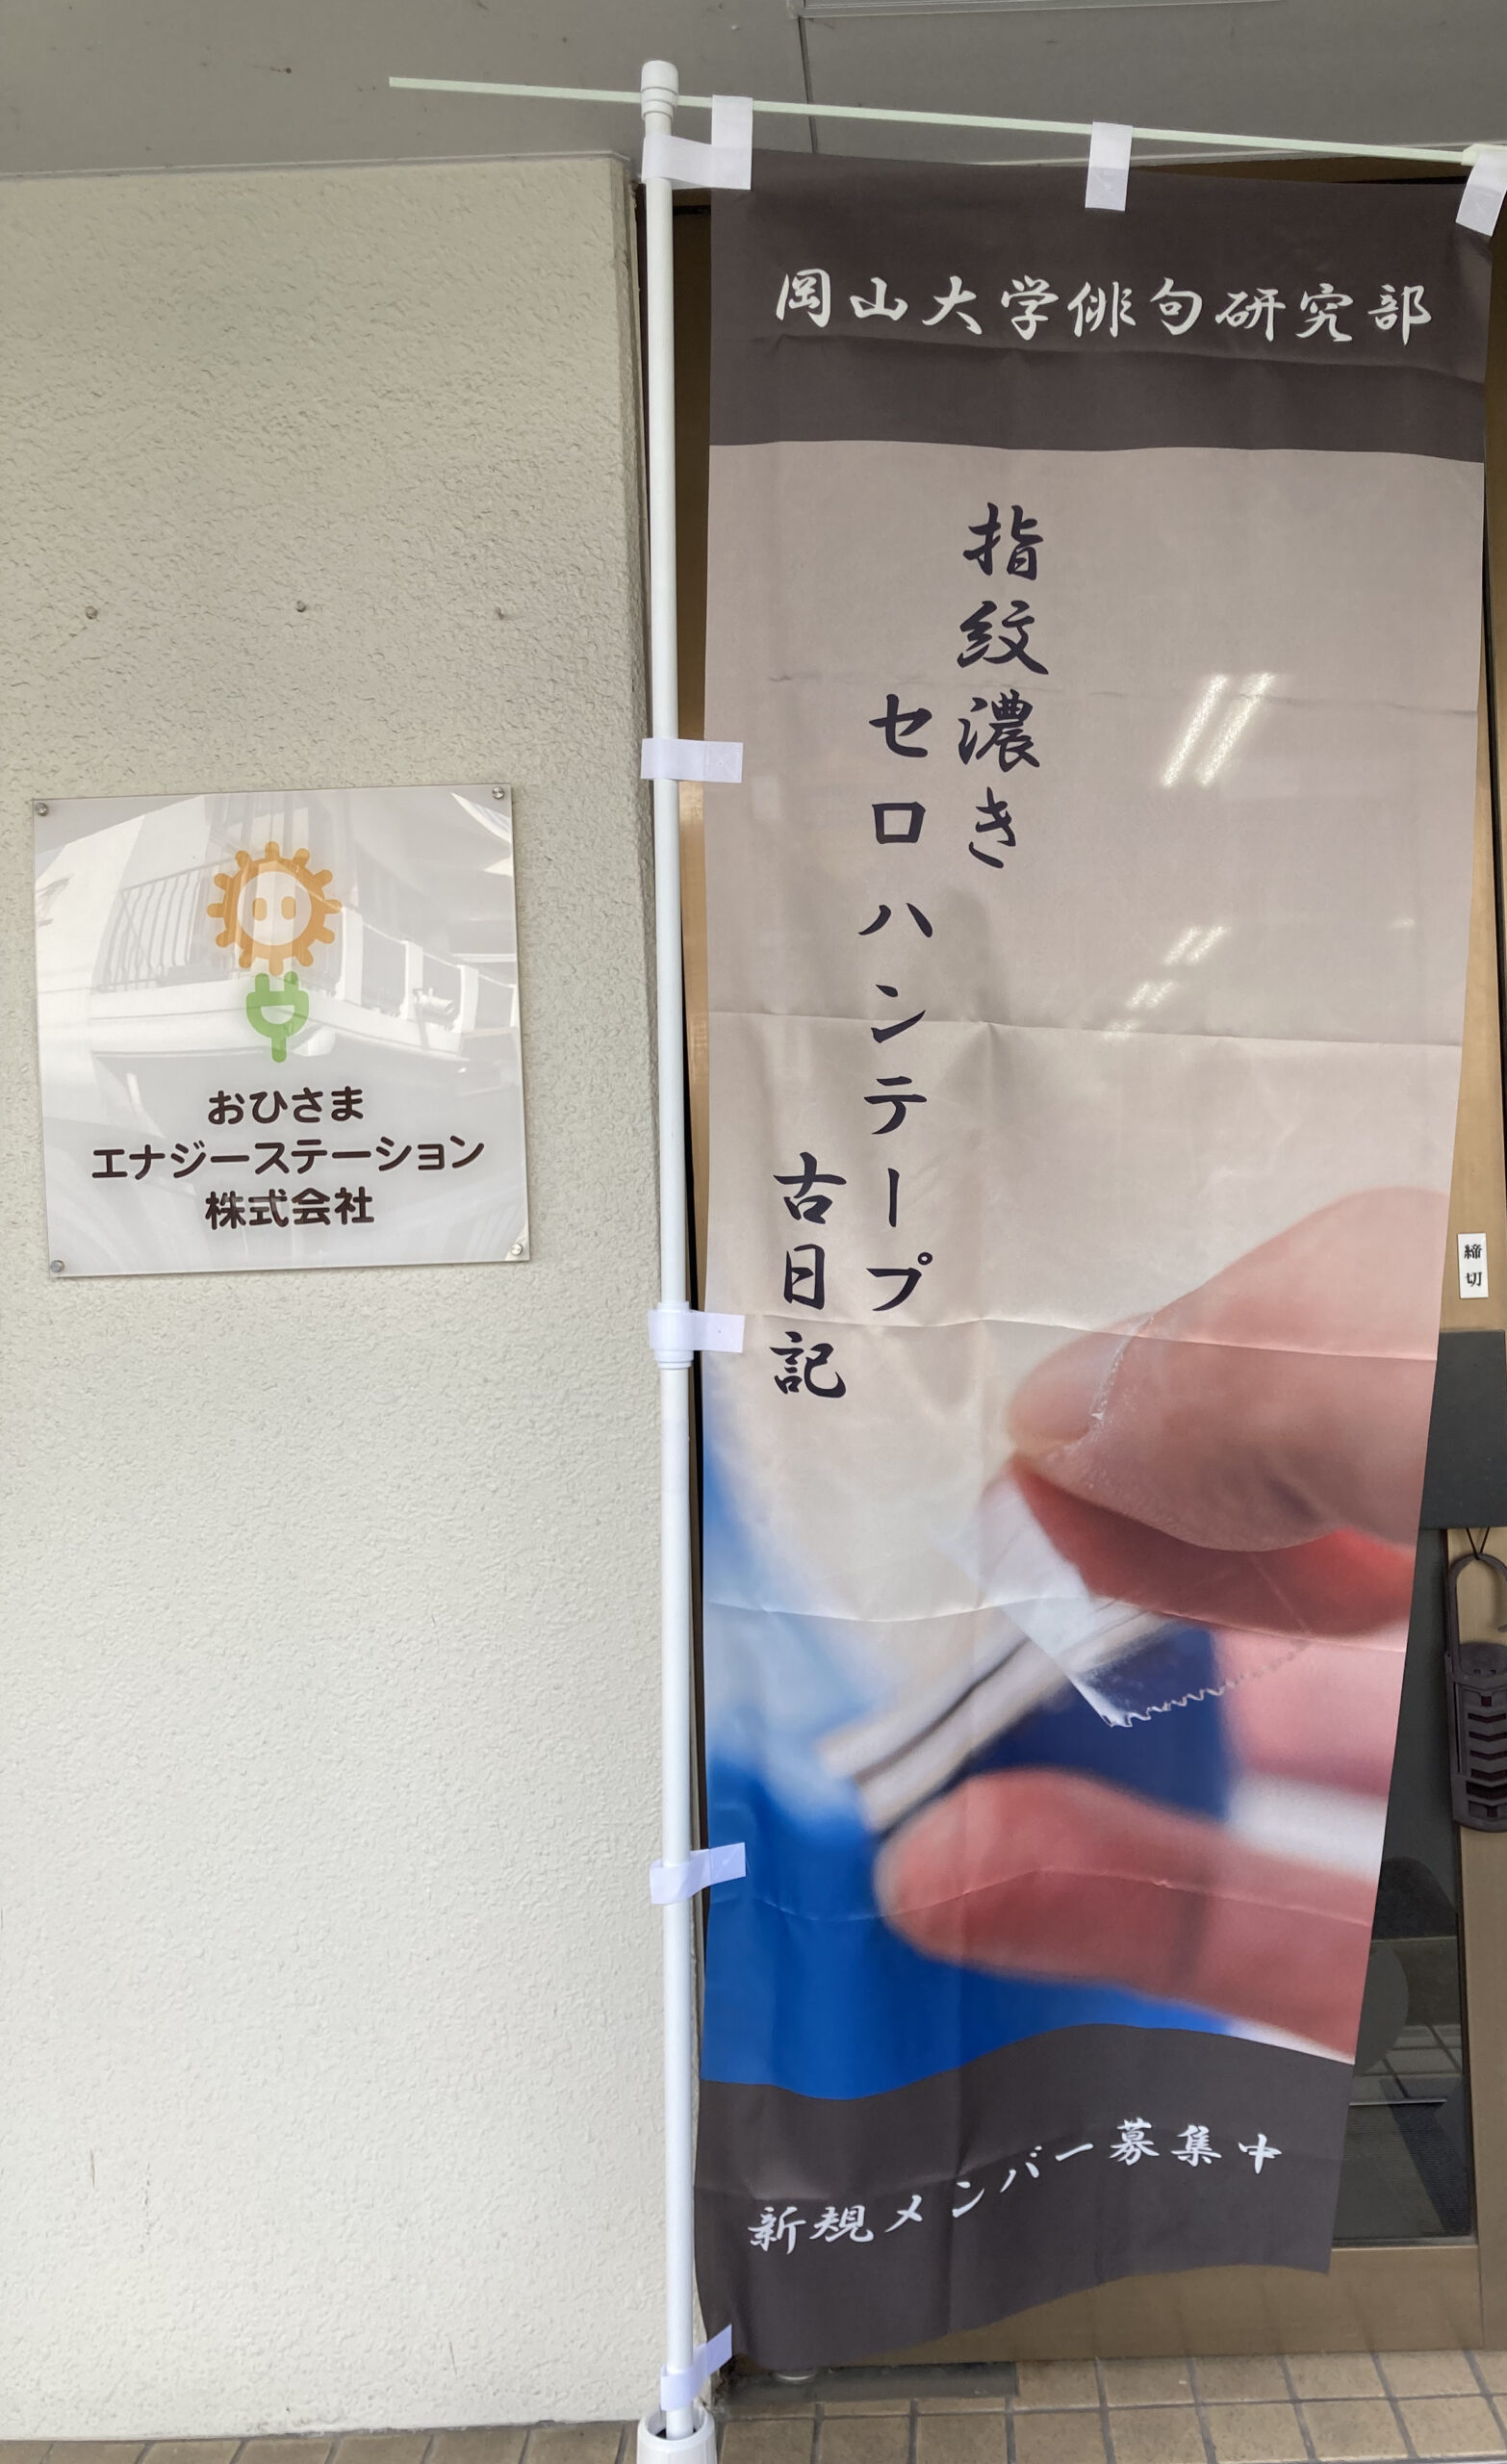 岡山大学俳句研究部
指紋濃き
セロハンテープ
古日記
新規メンバー募集中
おひさま
エナジーステーション
株式会社
締切